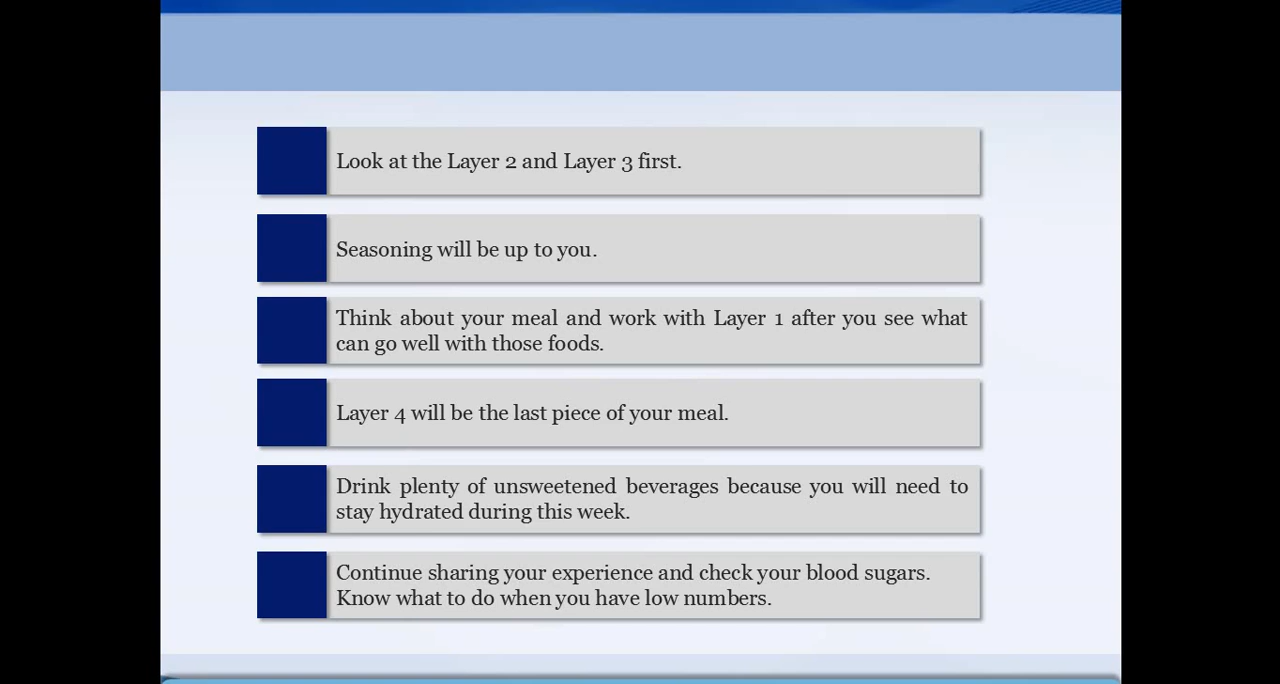 Look at the Layer 2 and Layer 3 first.
Seasoning will be up to you.
Think about your meal and work with Layer 1 after you see what
can go well with those foods.
Layer 4 will be the last piece of your meal.
Drink plenty of unsweetened beverages because you will need to
stay hydrated during this week.
Continue sharing your experience and check your blood sugars.
Know what to do when you have low numbers.